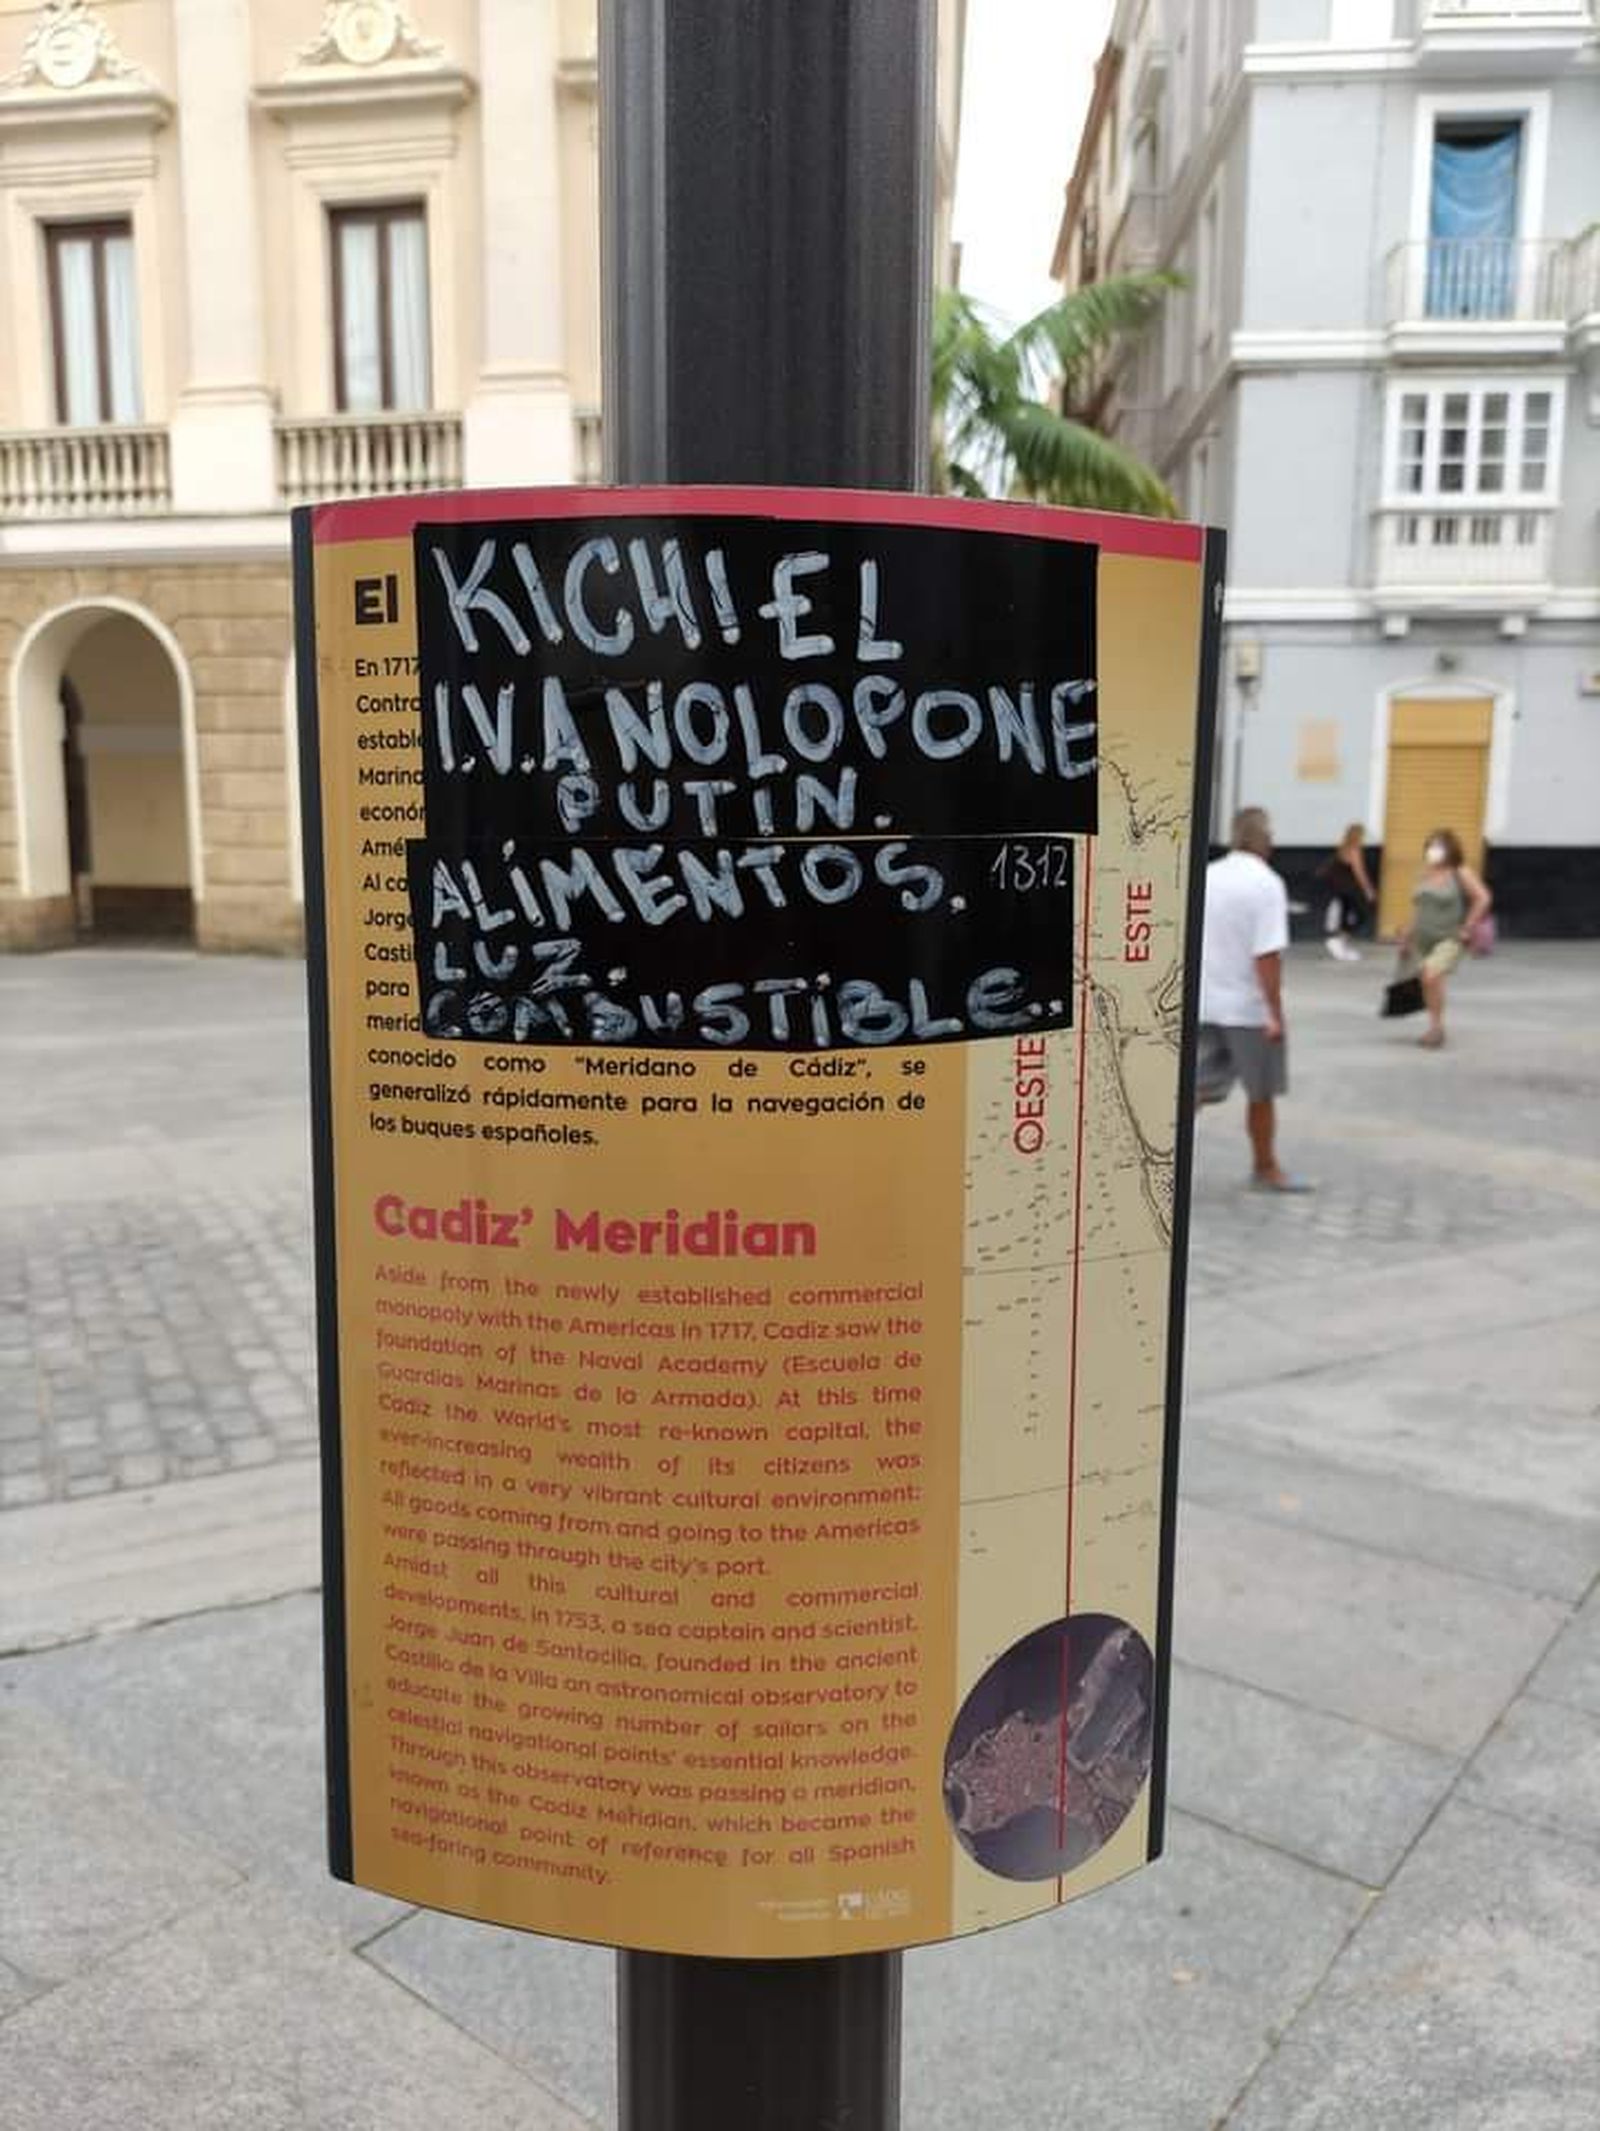 El
KICHI EL
I.V.A NO LO PONE
PUTIN.
ALIMENTOS. 1312
LUZ.
COMBUSTIBLE..
En 1717
Contra
estable
Marina
económ
Amé
Al ca
Jorge
Casti
para
merid
conocido como "Meridano de Cádiz", se
generalizó rápidamente para la navegación de
los buques españoles.
Cadiz' Meridian
Aside from the newly established commercial
monopoly with the Americas in 1717, Cadiz saw the
foundation of the Naval Academy (Escuela de
Guardias Marinas de la Armada). At this time
Cadiz the World's most re-known capital, the
ever-increasing wealth of its citizens was
reflected in a very vibrant cultural environment:
All goods coming from and going to the Americas
were passing through the city's port.
Amidst all this cultural and commercial
developments, in 1753, a sea captain and scientist,
Jorge Juan de Santacilia, founded in the ancient
Castillo de la Villa an astronomical observatory to
educate the growing number of sailors on the
celestial navigational points' essential knowledge.
Through this observatory was passing a meridian,
known as the Cadiz Meridian, which became the
navigational point of reference for all Spanish
sea-faring community.
OESTE
ESTE